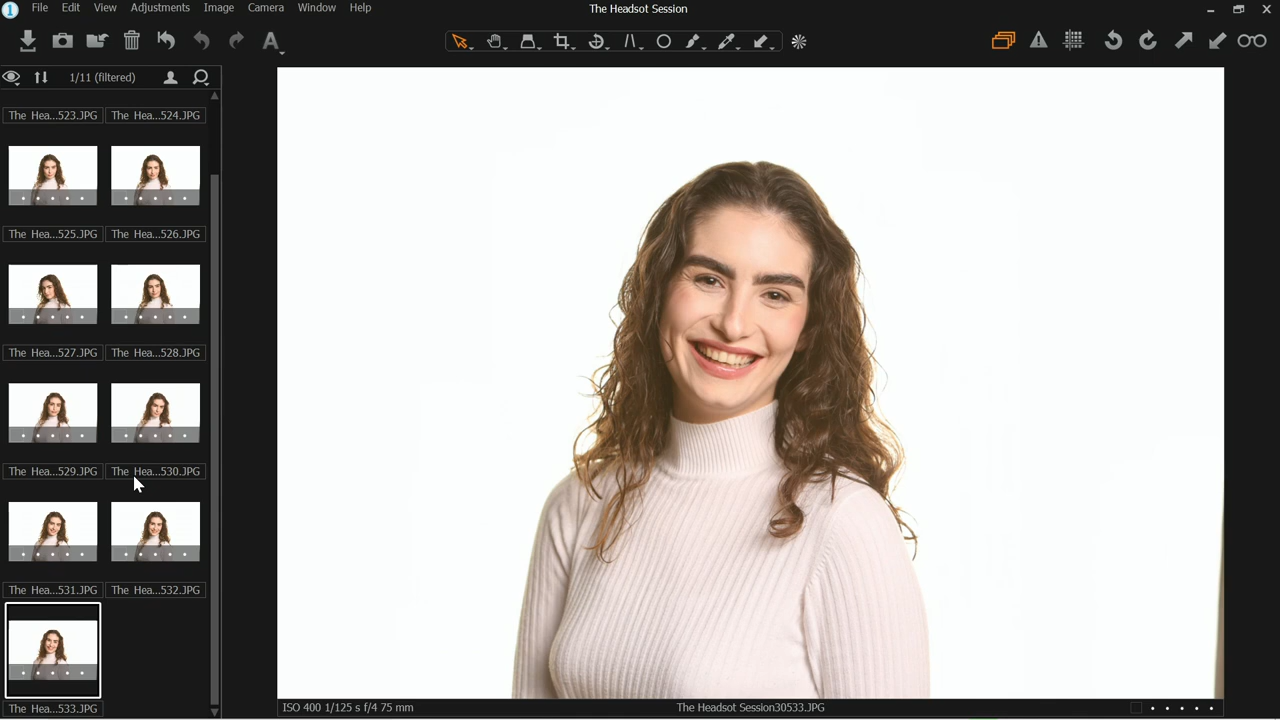 File Edit View Adjustments Image Camera Window Help
The Headsot Session
1/11 (filtered)
The Hea...523.JPG The Hea...524.JPG
The Hea...525.JPG The Hea...526.JPG
The Hea...527.JPG The Hea...528.JPG
The Hea...529.JPG The Hea...530.JPG
The Hea...531.JPG The Hea...532.JPG
The Hea...533.JPG
ISO 400 1/125 s f/4 75 mm
The Headsot Session30533.JPG